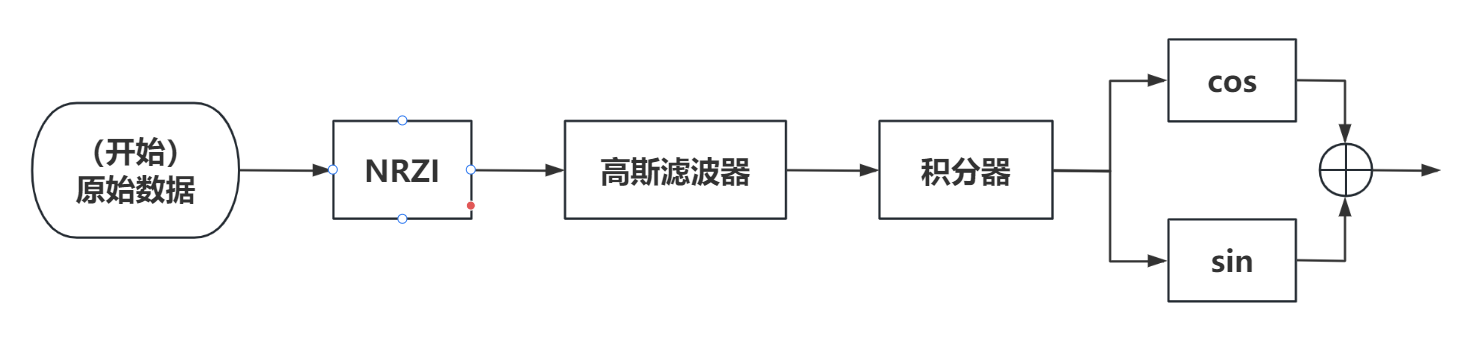 （开始）
原始数据
NRZI
高斯滤波器
积分器
cos
sin